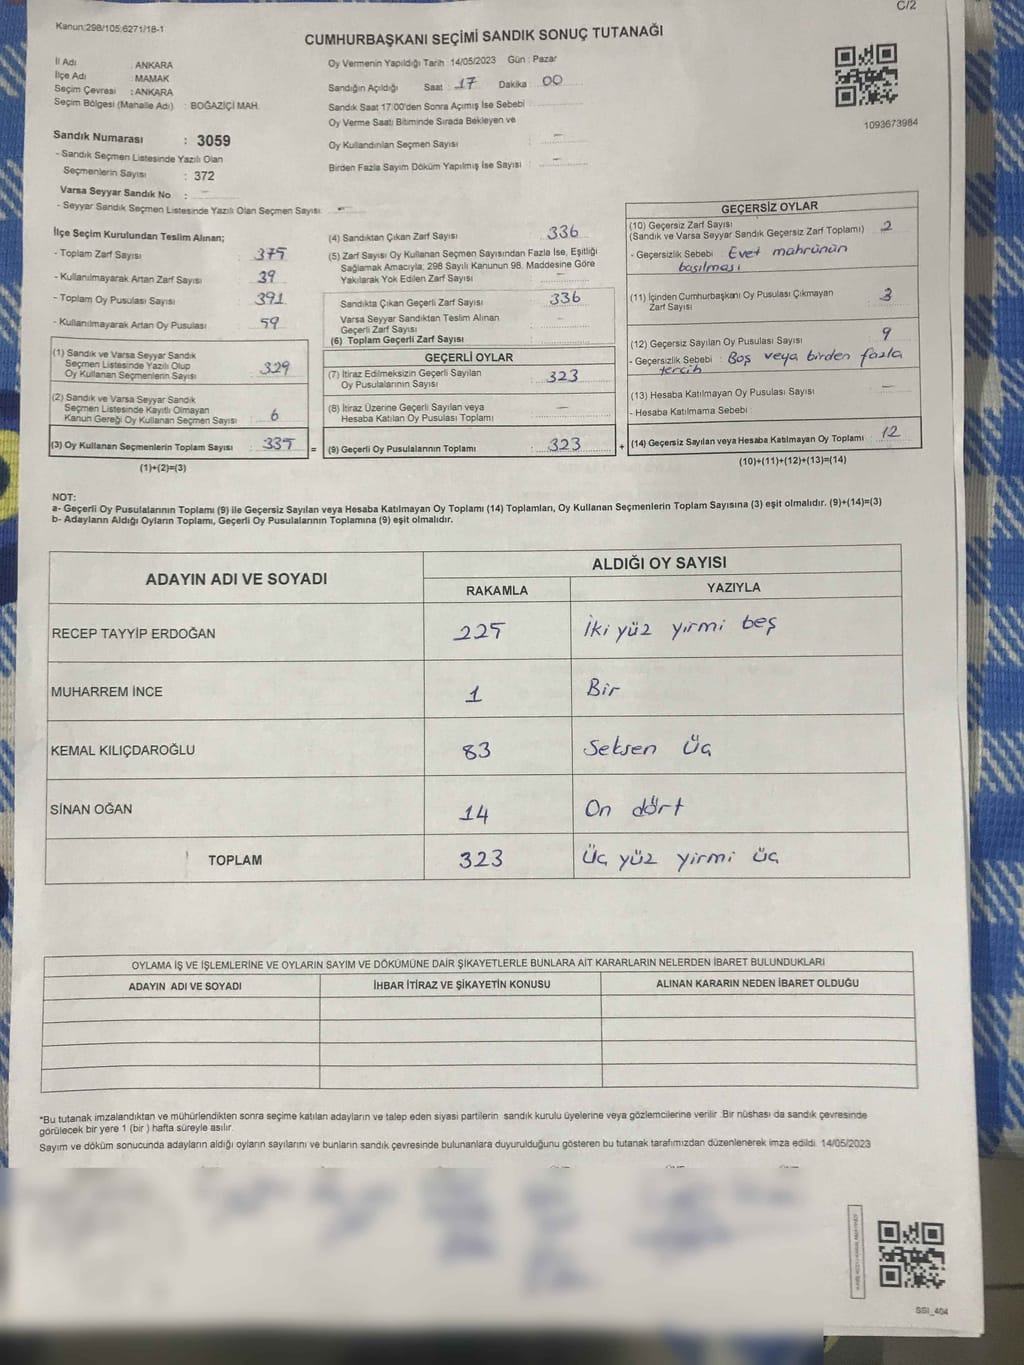 C/2
Kanun:298/105;6271/18-1
CUMHURBAŞKANI SEÇİMİ SANDIK SONUÇ TUTANAĞI
İl Adı : ANKARA
İlçe Adı : MAMAK
Seçim Çevresi : ANKARA
Seçim Bölgesi (Mahalle Adı) : BOĞAZİÇİ MAH.
Oy Vermenin Yapıldığı Tarih : 14/05/2023 Gün : Pazar
Sandığın Açıldığı Saat : 17 Dakika : 00
Sandık Saat 17:00'den Sonra Açımış İse Sebebi :
Oy Verme Saati Bitiminde Sırada Bekleyen ve
Oy Kullandırılan Seçmen Sayısı : —
Birden Fazla Sayım Döküm Yapılmış İse Sayısı : —
1093673984
Sandık Numarası : 3059
- Sandık Seçmen Listesinde Yazılı Olan
Seçmenlerin Sayısı : 372
Varsa Seyyar Sandık No : —
- Seyyar Sandık Seçmen Listesinde Yazılı Olan Seçmen Sayısı: —
İlçe Seçim Kurulundan Teslim Alınan;
- Toplam Zarf Sayısı : 375
- Kullanılmayarak Artan Zarf Sayısı : 39
- Toplam Oy Pusulası Sayısı : 391
- Kullanılmayarak Artan Oy Pusulası : 59
(1) Sandık ve Varsa Seyyar Sandık
Seçmen Listesinde Yazılı Olup
Oy Kullanan Seçmenlerin Sayısı : 329
(2) Sandık ve Varsa Seyyar Sandık
Seçmen Listesinde Kayıtlı Olmayan
Kanun Gereği Oy Kullanan Seçmen Sayısı : 6
(3) Oy Kullanan Seçmenlerin Toplam Sayısı : 335 =
(1)+(2)=(3)
(4) Sandıktan Çıkan Zarf Sayısı : 336
(5) Zarf Sayısı Oy Kullanan Seçmen Sayısından Fazla İse, Eşitliği
Sağlamak Amacıyla; 298 Sayılı Kanunun 98. Maddesine Göre
Yakılarak Yok Edilen Zarf Sayısı : —
Sandıkta Çıkan Geçerli Zarf Sayısı : 336
Varsa Seyyar Sandıktan Teslim Alınan
Geçerli Zarf Sayısı : —
(6) Toplam Geçerli Zarf Sayısı :
GEÇERLİ OYLAR
(7) İtiraz Edilmeksizin Geçerli Sayılan
Oy Pusulalarının Sayısı : 323
(8) İtiraz Üzerine Geçerli Sayılan veya
Hesaba Katılan Oy Pusulası Toplamı : —
(9) Geçerli Oy Pusulalarının Toplamı : 323 +
GEÇERSİZ OYLAR
(10) Geçersiz Zarf Sayısı
(Sandık ve Varsa Seyyar Sandık Geçersiz Zarf Toplamı) : 2
- Geçersizlik Sebebi : Evet mahrünün
basılması
(11) İçinden Cumhurbaşkanı Oy Pusulası Çıkmayan
Zarf Sayısı : 3
(12) Geçersiz Sayılan Oy Pusulası Sayısı : 9
- Geçersizlik Sebebi : Boş veya birden fazla
tercih
(13) Hesaba Katılmayan Oy Pusulası Sayısı : —
- Hesaba Katılmama Sebebi :
(14) Geçersiz Sayılan veya Hesaba Katılmayan Oy Toplamı : 12
(10)+(11)+(12)+(13)=(14)
NOT:
a- Geçerli Oy Pusulalarının Toplamı (9) ile Geçersiz Sayılan veya Hesaba Katılmayan Oy Toplamı (14) Toplamları, Oy Kullanan Seçmenlerin Toplam Sayısına (3) eşit olmalıdır. (9)+(14)=(3)
b- Adayların Aldığı Oyların Toplamı, Geçerli Oy Pusulalarının Toplamına (9) eşit olmalıdır.
ADAYIN ADI VE SOYADI ALDIĞI OY SAYISI
RAKAMLA YAZIYLA
RECEP TAYYİP ERDOĞAN 225 İki yüz yirmi beş
MUHARREM İNCE 1 Bir
KEMAL KILIÇDAROĞLU 83 Seksen Üç
SİNAN OĞAN 14 On dört
TOPLAM 323 Üç yüz yirmi üç
OYLAMA İŞ VE İŞLEMLERİNE VE OYLARIN SAYIM VE DÖKÜMÜNE DAİR ŞİKAYETLERLE BUNLARA AİT KARARLARIN NELERDEN İBARET BULUNDUKLARI
ADAYIN ADI VE SOYADI İHBAR İTİRAZ VE ŞİKAYETİN KONUSU ALINAN KARARIN NEDEN İBARET OLDUĞU
*Bu tutanak imzalandıktan ve mühürlendikten sonra seçime katılan adayların ve talep eden siyasi partilerin sandık kurulu üyelerine veya gözlemcilerine verilir. Bir nüshası da sandık çevresinde
görülecek bir yere 1 (bir ) hafta süreyle asılır.
Sayım ve döküm sonucunda adayların aldığı oyların sayılarını ve bunların sandık çevresinde bulunanlara duyurulduğunu gösteren bu tutanak tarafımızdan düzenlenerek imza edildi. 14/05/2023
SSI_404